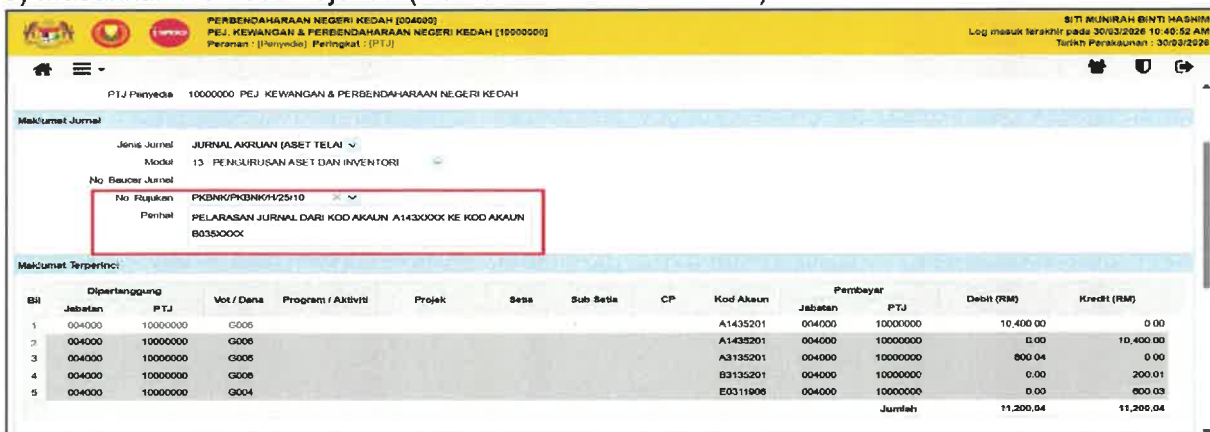 PERBENDAHARAAN NEGERI KEDAH [004000]
PEJ. KEWANGAN & PERBENDAHARAAN NEGERI KEDAH [10000000]
Peranan : [Penyedia] Peringkat : [PTJ]
SITI MUNIRAH BINTI HASHIM
Log masuk terakhir pada 30/03/2026 10:40:52 AM
Tarikh Perakaunan : 30/03/2026
PTJ Penyedia 10000000 PEJ KEWANGAN & PERBENDAHARAAN NEGERI KEDAH
Maklumat Jurnal
Jenis Jurnal JURNAL AKRUAN (ASET TELAI
Modul 13 PENGURUSAN ASET DAN INVENTORI
No Baucer Jurnal
No Rujukan PKBNK/PKBNK/H/25/10
Perihal PELARASAN JURNAL DARI KOD AKAUN A143XXXX KE KOD AKAUN
B035XXXX
Maklumat Terperinci
Bil Dipertanggung Jabatan PTJ Vot / Dana Program / Aktiviti Projek Setia Sub Setia CP Kod Akaun Pembayar Jabatan PTJ Debit (RM) Kredit (RM)
1 004000 10000000 G006 A1435201 004000 10000000 10,400.00 0.00
2 004000 10000000 G006 A1435201 004000 10000000 0.00 10,400.00
3 004000 10000000 G006 A3135201 004000 10000000 800.04 0.00
4 004000 10000000 G006 B3135201 004000 10000000 0.00 200.01
5 004000 10000000 G004 E0311906 004000 10000000 0.00 600.03
Jumlah 11,200.04 11,200.04